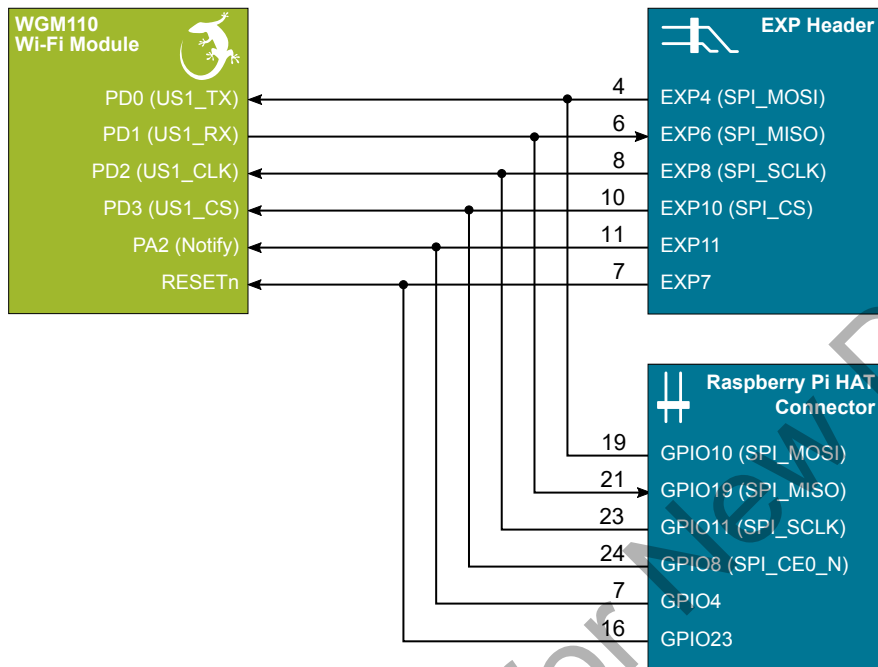 WGM110
Wi-Fi Module
PD0 (US1_TX)
PD1 (US1_RX)
PD2 (US1_CLK)
PD3 (US1_CS)
PA2 (Notify)
RESETn
4
6
8
10
11
7
EXP Header
EXP4 (SPI_MOSI)
EXP6 (SPI_MISO)
EXP8 (SPI_SCLK)
EXP10 (SPI_CS)
EXP11
EXP7
Raspberry Pi HAT
Connector
19
21
23
24
7
16
GPIO10 (SPI_MOSI)
GPIO19 (SPI_MISO)
GPIO11 (SPI_SCLK)
GPIO8 (SPI_CE0_N)
GPIO4
GPIO23
for New